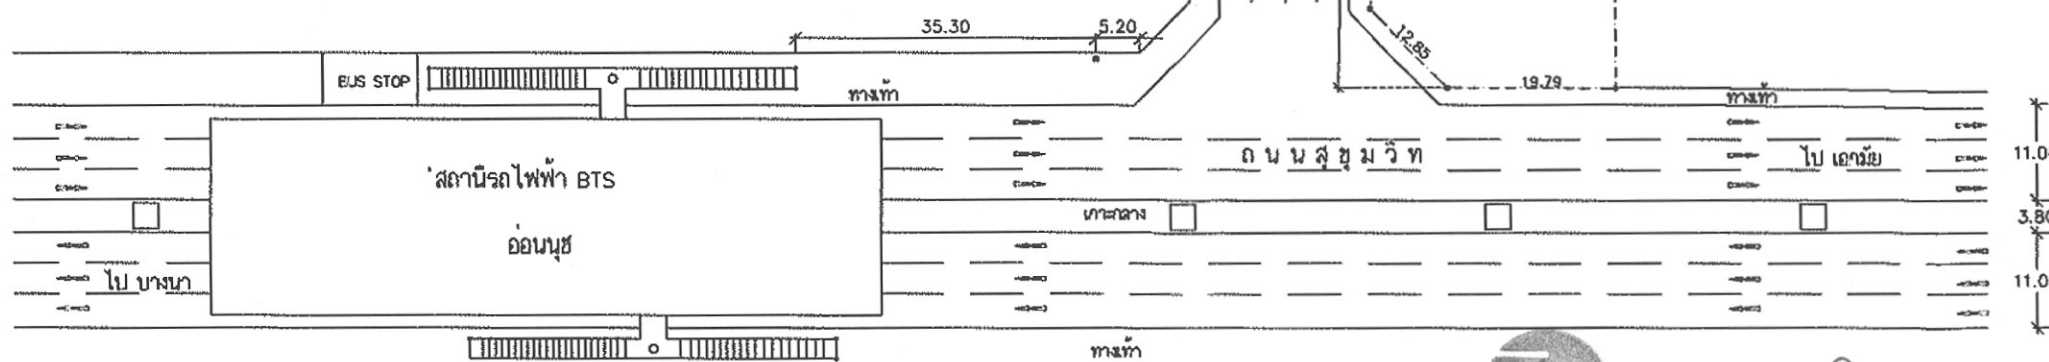 35.30
5.20
12.85
BUS STOP
ทางเท้า
19.79
ทางเท้า
สถานีรถไฟฟ้า BTS
ถนนสุขุมวิท
ไป เอกมัย
11.0
เกาะกลาง
3.80
อ่อนนุช
ไป บางนา
11.0
ทางเท้า